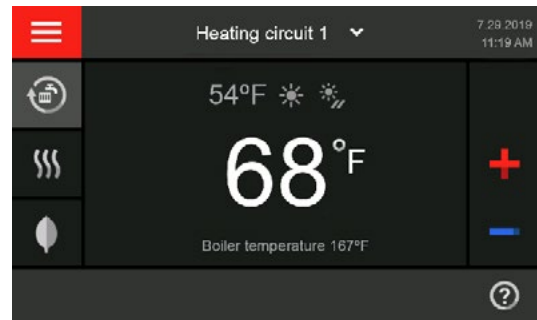 Heating circuit 1
7.29.2019
11:19 AM
54°F
68°F
Boiler temperature 167°F
?